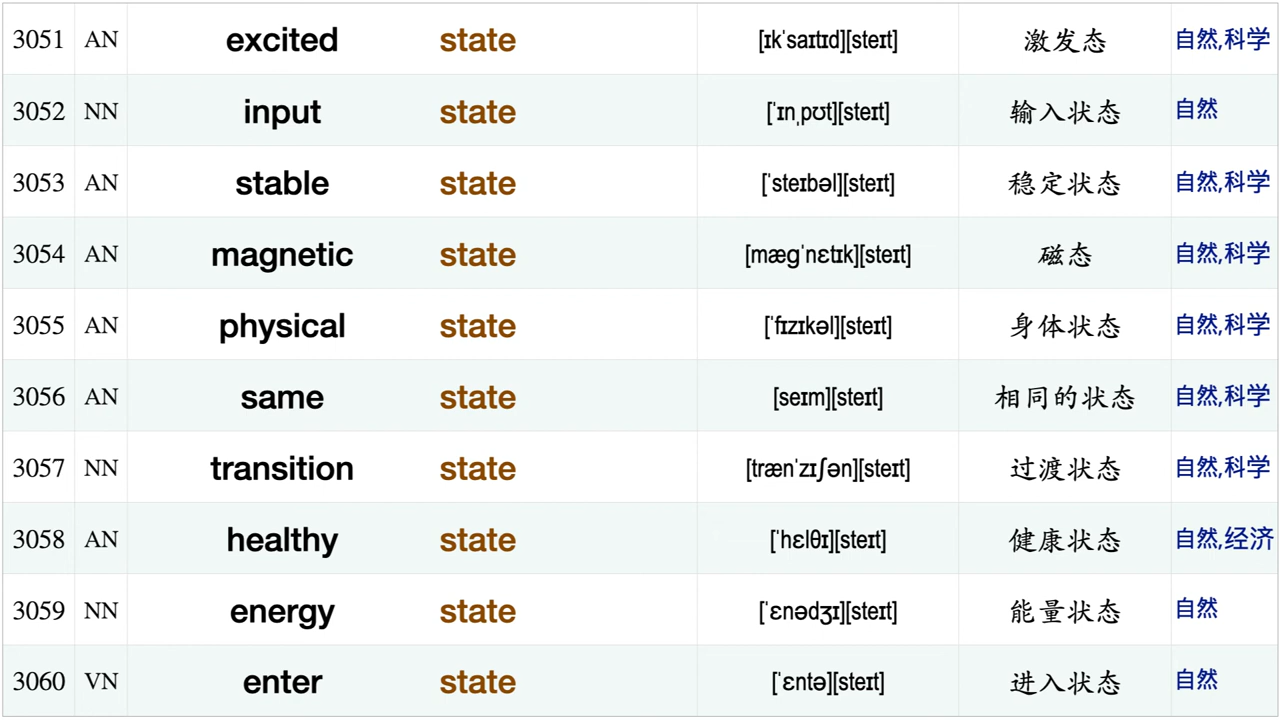 3051 AN excited state [ɪkˈsaɪtɪd][steɪt] 激发态 自然,科学
3052 NN input state [ˈɪnˌpʊt][steɪt] 输入状态 自然
3053 AN stable state [ˈsteɪbəl][steɪt] 稳定状态 自然,科学
3054 AN magnetic state [mægˈnɛtɪk][steɪt] 磁态 自然,科学
3055 AN physical state [ˈfɪzɪkəl][steɪt] 身体状态 自然,科学
3056 AN same state [seɪm][steɪt] 相同的状态 自然,科学
3057 NN transition state [trænˈzɪʃən][steɪt] 过渡状态 自然,科学
3058 AN healthy state [ˈhɛlθɪ][steɪt] 健康状态 自然,经济
3059 NN energy state [ˈɛnədʒɪ][steɪt] 能量状态 自然
3060 VN enter state [ˈɛntə][steɪt] 进入状态 自然